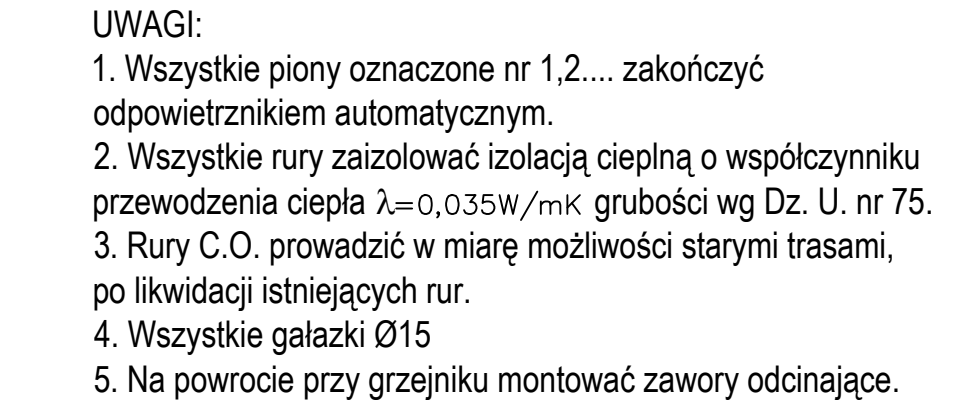 UWAGI:
1. Wszystkie piony oznaczone nr 1,2.... zakończyć
odpowietrznikiem automatycznym.
2. Wszystkie rury zaizolować izolacją cieplną o współczynniku
przewodzenia ciepła λ=0,035W/mK grubości wg Dz. U. nr 75.
3. Rury C.O. prowadzić w miarę możliwości starymi trasami,
po likwidacji istniejących rur.
4. Wszystkie gałazki Ø15
5. Na powrocie przy grzejniku montować zawory odcinające.